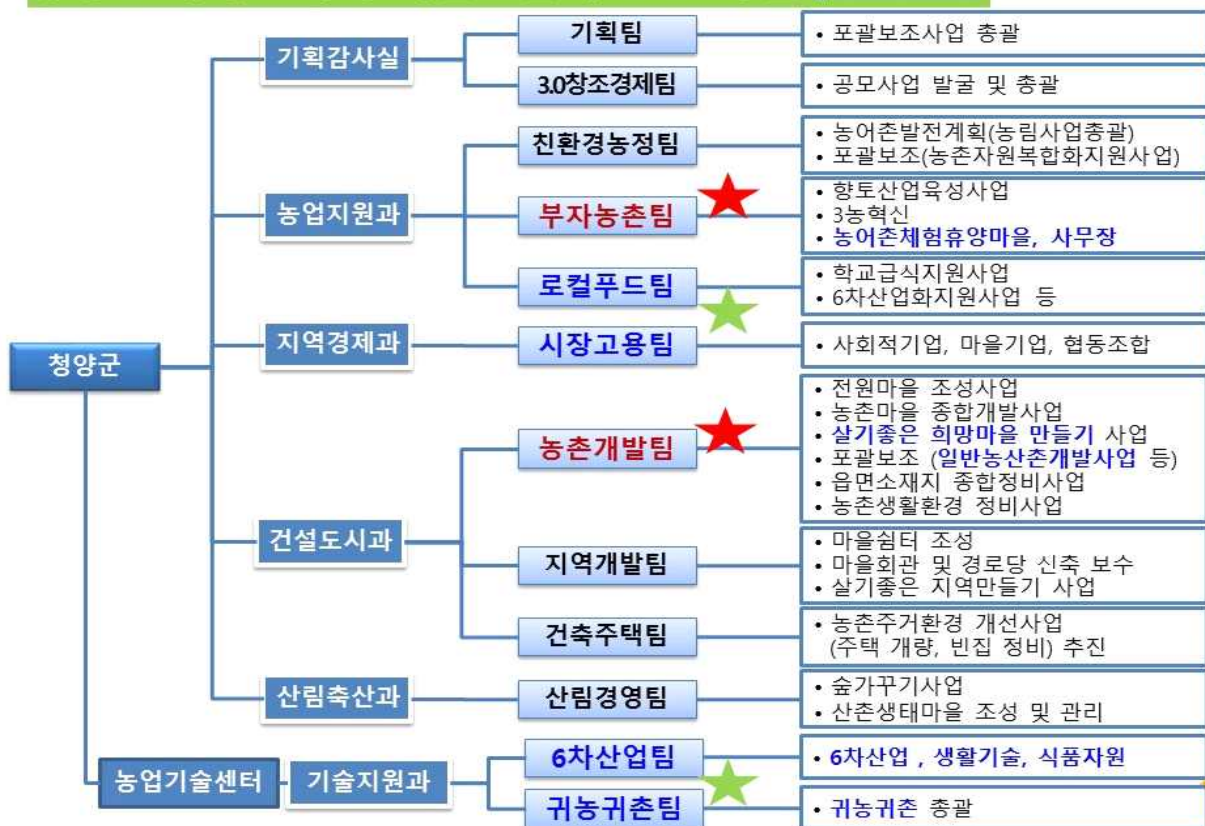 기획감사실
기획팀
• 포괄보조사업 총괄
3.0창조경제팀
• 공모사업 발굴 및 총괄
농업지원과
친환경농정팀
• 농어촌발전계획(농림사업총괄)
• 포괄보조(농촌자원복합화지원사업)
부자농촌팀
• 향토산업육성사업
• 3농혁신
• 농어촌체험휴양마을, 사무장
로컬푸드팀
• 학교급식지원사업
• 6차산업화지원사업 등
청양군
지역경제과
시장고용팀
• 사회적기업, 마을기업, 협동조합
건설도시과
농촌개발팀
• 전원마을 조성사업
• 농촌마을 종합개발사업
• 살기좋은 희망마을 만들기 사업
• 포괄보조 (일반농산촌개발사업 등)
• 읍면소재지 종합정비사업
• 농촌생활환경 정비사업
지역개발팀
• 마을쉼터 조성
• 마을회관 및 경로당 신축 보수
• 살기좋은 지역만들기 사업
건축주택팀
• 농촌주거환경 개선사업
(주택 개량, 빈집 정비) 추진
산림축산과
산림경영팀
• 숲가꾸기사업
• 산촌생태마을 조성 및 관리
농업기술센터
기술지원과
6차산업팀
• 6차산업 , 생활기술, 식품자원
귀농귀촌팀
• 귀농귀촌 총괄